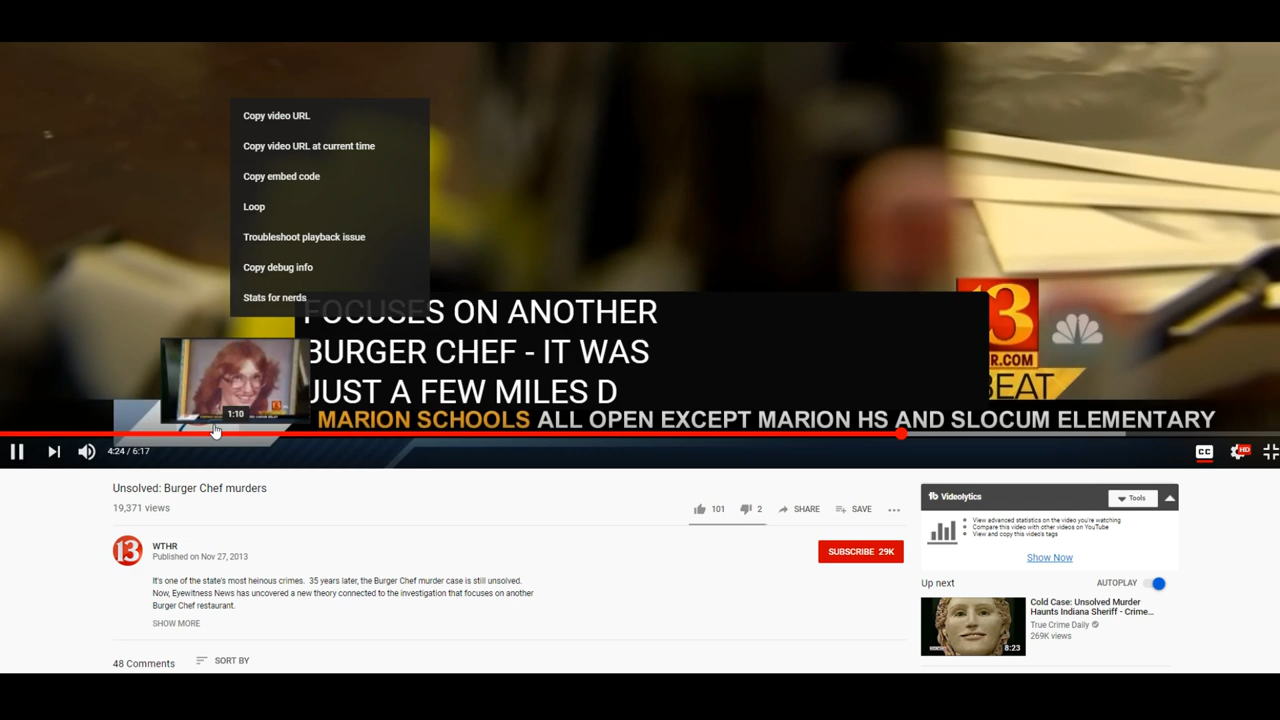 Copy video URL
Copy video URL at current time
Copy embed code
Loop
Troubleshoot playback issue
Copy debug info
Stats for nerds
FOCUSES ON ANOTHER
BURGER CHEF - IT WAS
JUST A FEW MILES D
13
BEAT
1:10
MARION SCHOOLS ALL OPEN EXCEPT MARION HS AND SLOCUM ELEMENTARY
4:24 / 6:17
CC
HD
Unsolved: Burger Chef murders
19,371 views
101
2
SHARE
SAVE
13
WTHR
Published on Nov 27, 2013
SUBSCRIBE 29K
It's one of the state's most heinous crimes. 35 years later, the Burger Chef murder case is still unsolved.
Now, Eyewitness News has uncovered a new theory connected to the investigation that focuses on another
Burger Chef restaurant.
SHOW MORE
48 Comments
SORT BY
Videolytics
Tools
View advanced statistics on the video you're watching
Compare this video with other videos on YouTube
View and copy this video's tags
Show Now
Up next
AUTOPLAY
Cold Case: Unsolved Murder
Haunts Indiana Sheriff - Crime...
True Crime Daily
269K views
8:23